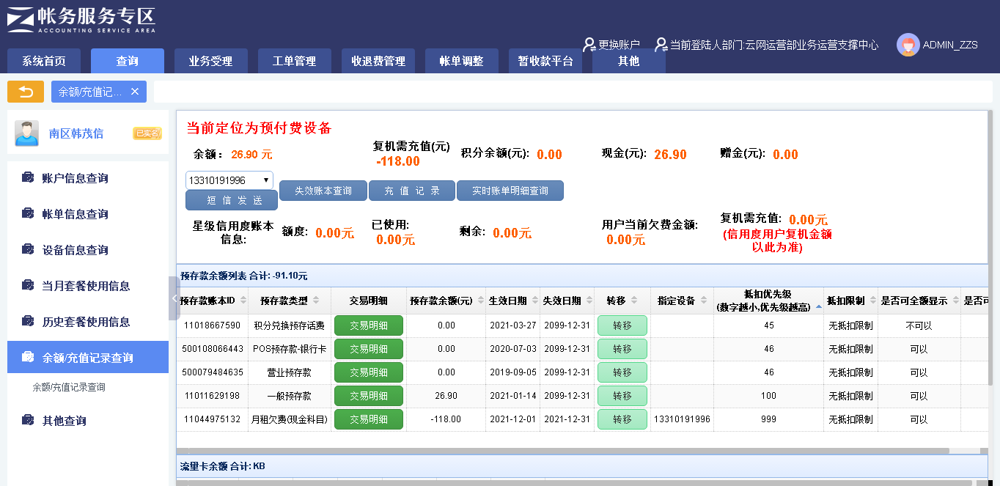 帐务服务专区
ACCOUNTING SERVICE AREA
更换账户
当前登陆人部门:云网运营部业务运营支撑中心
ADMIN_ZZS
系统首页
查询
业务受理
工单管理
收退费管理
帐单调整
暂收款平台
其他
余额/充值记...
×
南区韩茂信
已实名
账户信息查询
帐单信息查询
设备信息查询
当月套餐使用信息
历史套餐使用信息
余额/充值记录查询
余额/充值记录查询
其他查询
当前定位为预付费设备
余额： 26.90 元
复机需充值(元)
-118.00
积分余额(元): 0.00
现金(元): 26.90
赠金(元): 0.00
13310191996
短 信 发 送
失效账本查询
充 值 记 录
实时账单明细查询
星级信用度账本
信息:
额度: 0.00元
已使用:
0.00元
剩余: 0.00元
用户当前欠费金额:
0.00元
复机需充值: 0.00元
(信用度用户复机金额
以此为准)
预存款余额列表 合计: -91.10元
预存款账本ID 预存款类型 交易明细 预存款余额(元) 生效日期 失效日期 转移 指定设备 抵扣优先级
(数字越小,优先级越高) 抵扣限制 是否可全额显示 是否可
11018667590 积分兑换预存话费 交易明细 0.00 2021-03-27 2099-12-31 转移 45 无抵扣限制 不可以
500108066443 POS预存款-银行卡 交易明细 0.00 2020-07-03 2099-12-31 转移 46 无抵扣限制 可以
500079484635 营业预存款 交易明细 0.00 2019-09-05 2099-12-31 转移 46 无抵扣限制 可以
11011629198 一般预存款 交易明细 26.90 2021-01-14 2099-12-31 转移 100 无抵扣限制 可以
11044975132 月租欠费(现金科目) 交易明细 -118.00 2021-12-01 2021-12-31 转移 13310191996 999 无抵扣限制 可以
流里卡余额 合计: KB